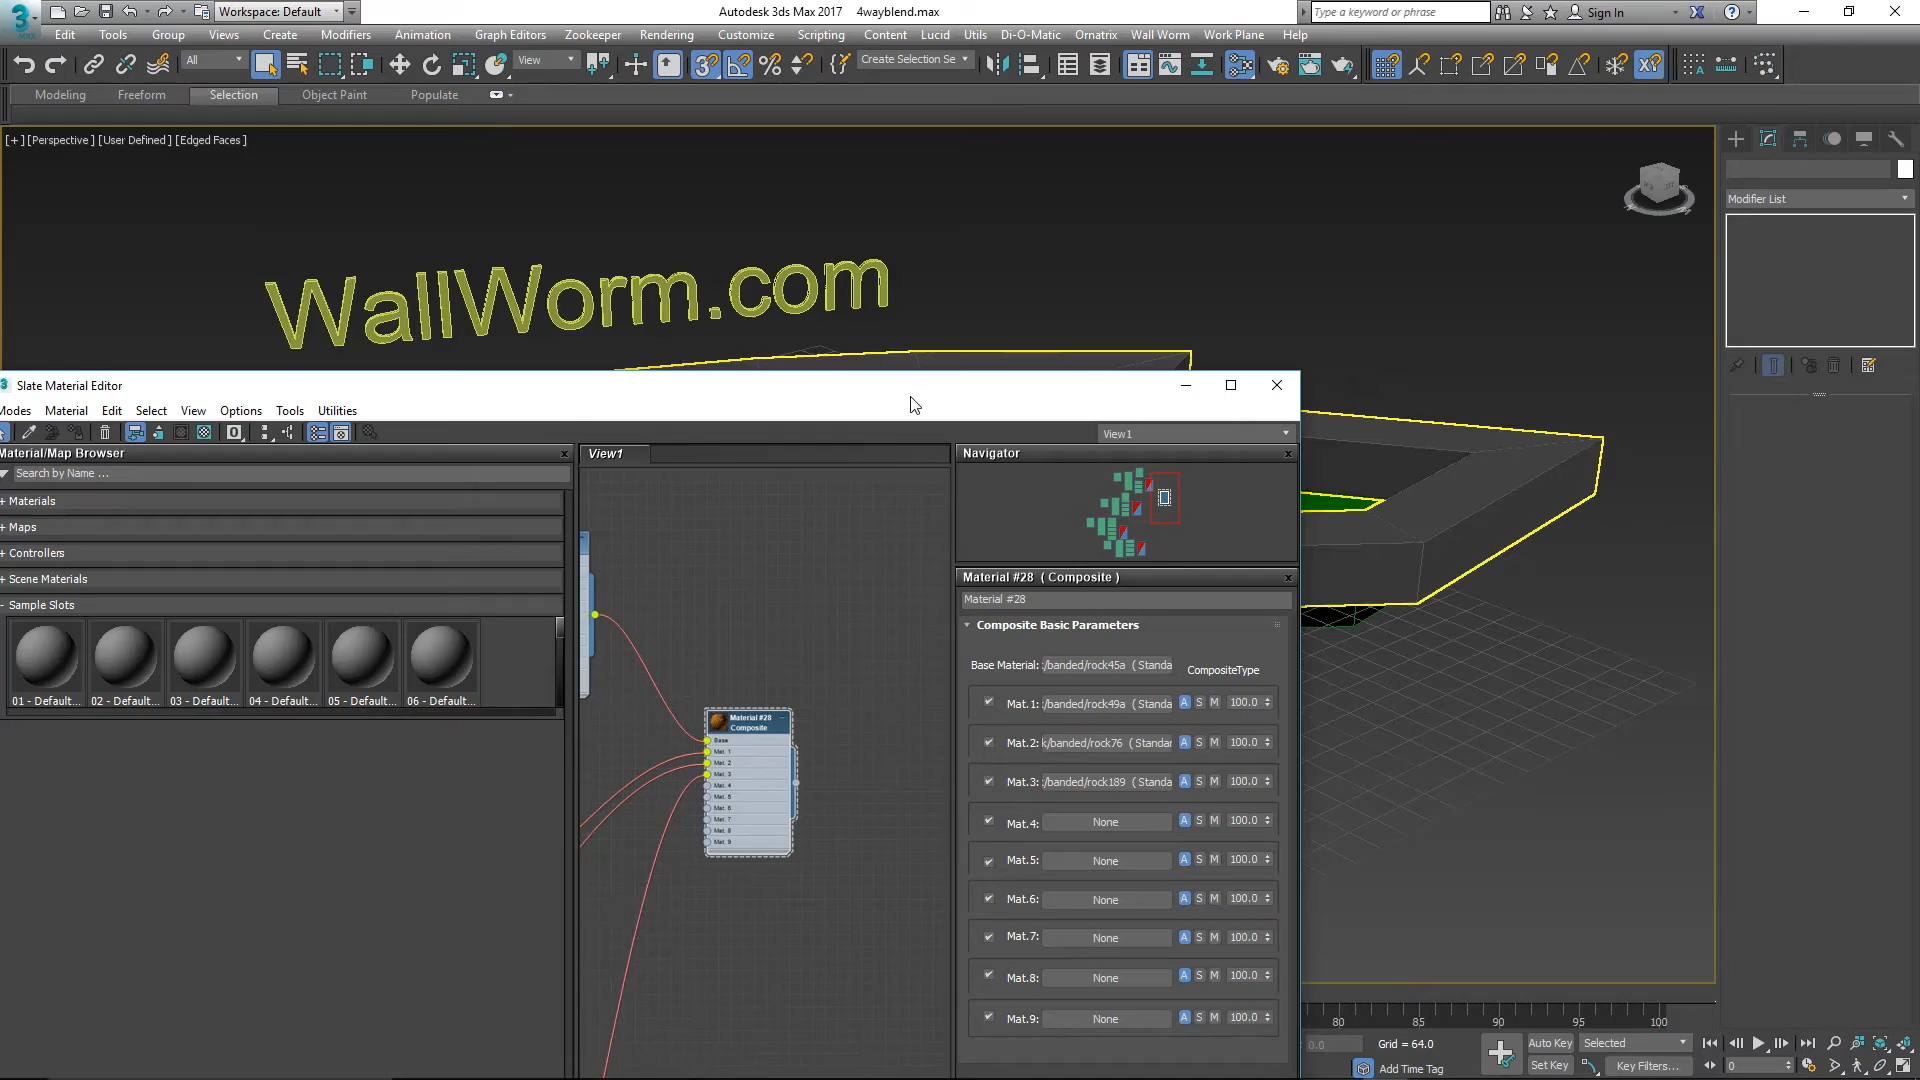 Workspace: Default
Autodesk 3ds Max 2017    4wayblend.max
Type a keyword or phrase
Sign In
MAX
Edit Tools Group Views Create Modifiers Animation Graph Editors Zookeeper Rendering Customize Scripting Content Lucid Utils Di-O-Matic Ornatrix Wall Worm Work Plane Help
All
View
Create Selection Se
Modeling Freeform Selection Object Paint Populate
[+] [Perspective ] [User Defined ] [Edged Faces ]
WallWorm.com
Modifier List
Slate Material Editor
Modes Material Edit Select View Options Tools Utilities
View1
Material/Map Browser
Search by Name ...
+ Materials
+ Maps
+ Controllers
+ Scene Materials
- Sample Slots
01 - Default... 02 - Default... 03 - Default... 04 - Default... 05 - Default... 06 - Default...
View1
Material #28
Composite
Base
Mat. 1
Mat. 2
Mat. 3
Mat. 4
Mat. 5
Mat. 6
Mat. 7
Mat. 8
Mat. 9
Navigator
Material #28 ( Composite )
Material #28
Composite Basic Parameters
Base Material: :/banded/rock45a ( Standa
CompositeType
Mat.1: :/banded/rock49a ( Standa A S M 100.0
Mat.2: k/banded/rock76 ( Standar A S M 100.0
Mat.3: :/banded/rock189 ( Standa A S M 100.0
Mat.4: None A S M 100.0
Mat.5: None A S M 100.0
Mat.6: None A S M 100.0
Mat.7: None A S M 100.0
Mat.8: None A S M 100.0
Mat.9: None A S M 100.0
80 85 90 95 100
0.0
Grid = 64.0
Auto Key
Selected
Add Time Tag
Set Key
Key Filters...
0